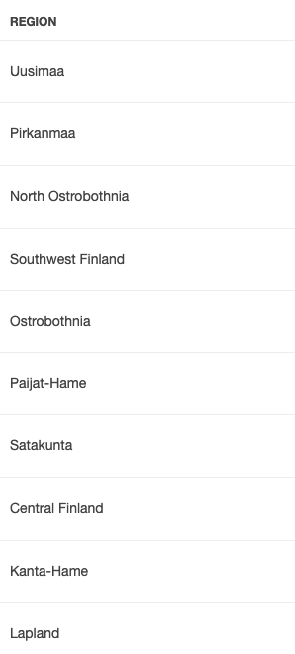 REGION
Uusimaa
Pirkanmaa
North Ostrobothnia
Southwest Finland
Ostrobothnia
Paijat-Hame
Satakunta
Central Finland
Kanta-Hame
Lapland